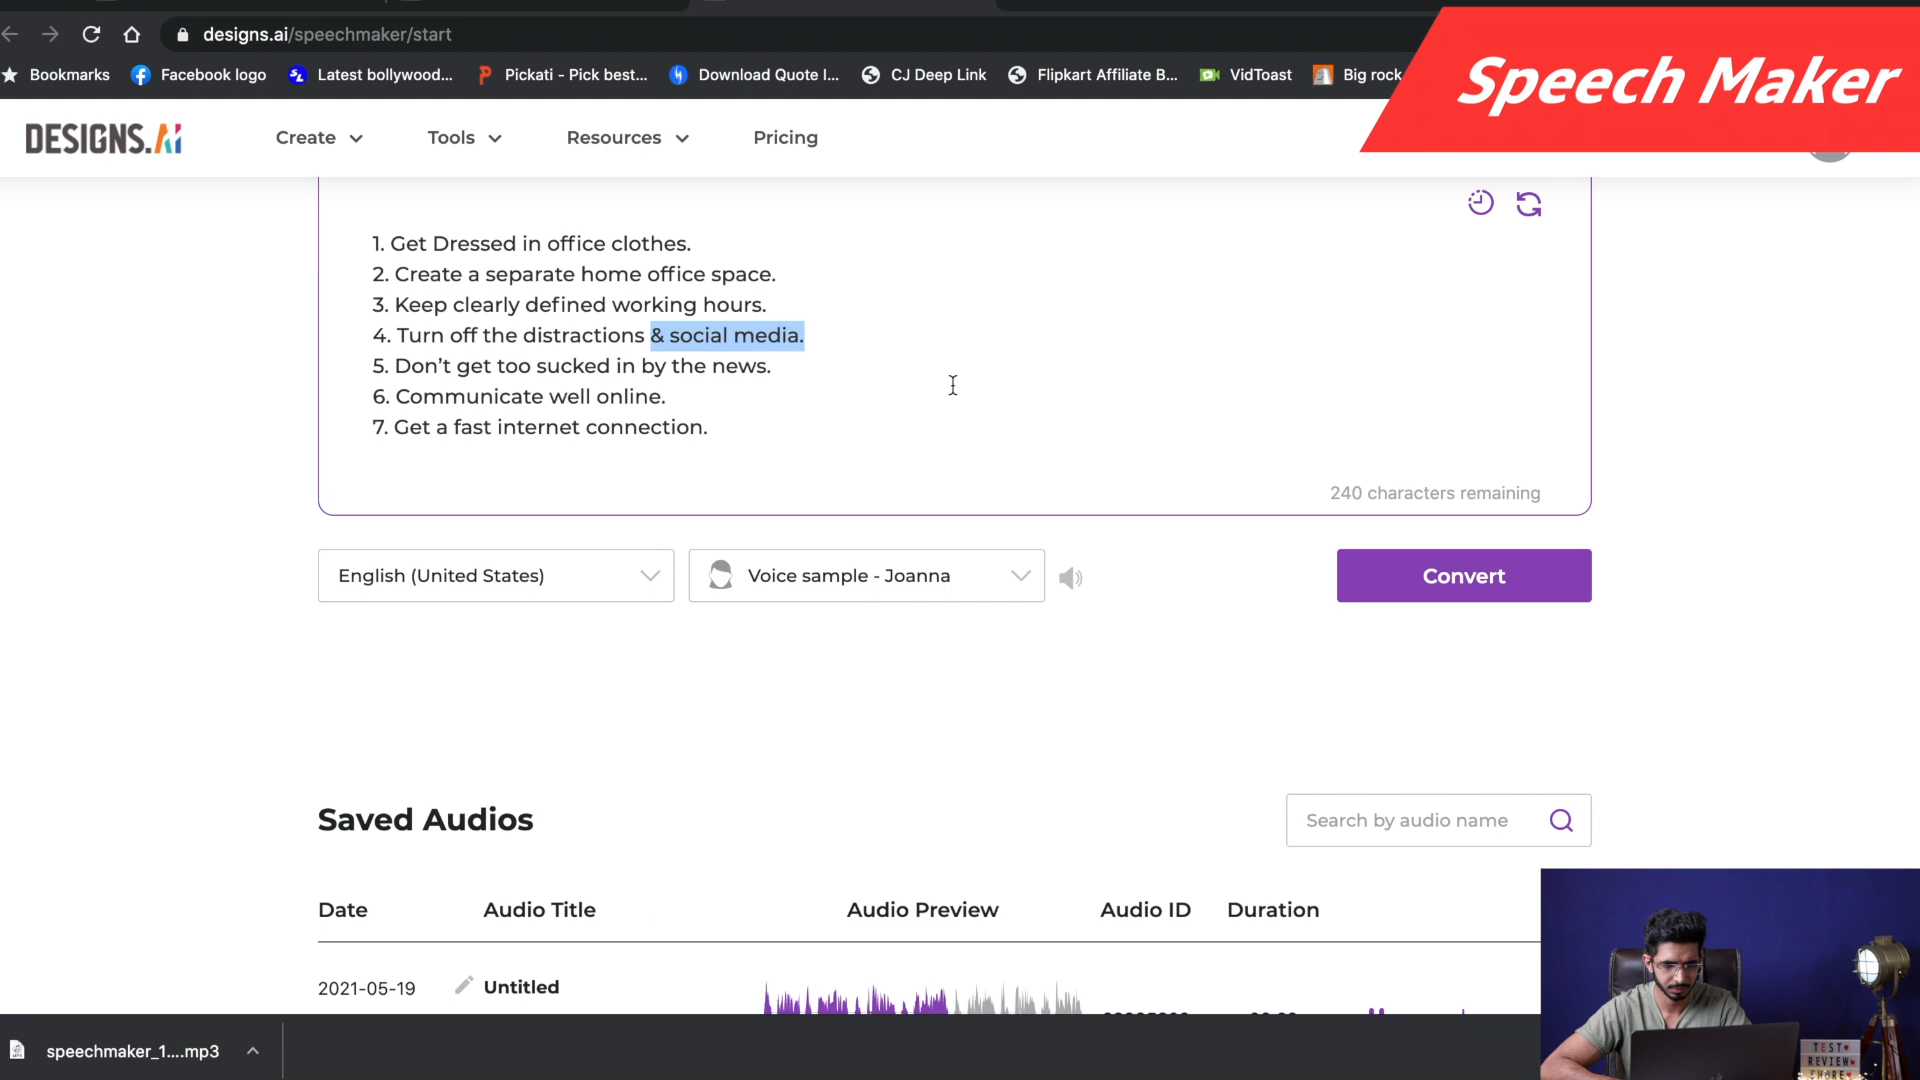 designs.ai/speechmaker/start
Speech Maker
Bookmarks Facebook logo Latest bollywood... Pickati - Pick best... Download Quote I... CJ Deep Link Flipkart Affiliate B... VidToast Big rock
DESIGNS.AI Create Tools Resources Pricing
1. Get Dressed in office clothes.
2. Create a separate home office space.
3. Keep clearly defined working hours.
4. Turn off the distractions & social media.
5. Don’t get too sucked in by the news.
6. Communicate well online.
7. Get a fast internet connection.
240 characters remaining
English (United States) Voice sample - Joanna Convert
Saved Audios Search by audio name
Date Audio Title Audio Preview Audio ID Duration
2021-05-19 Untitled
speechmaker_1....mp3
TEST
REVIEW
SHORE